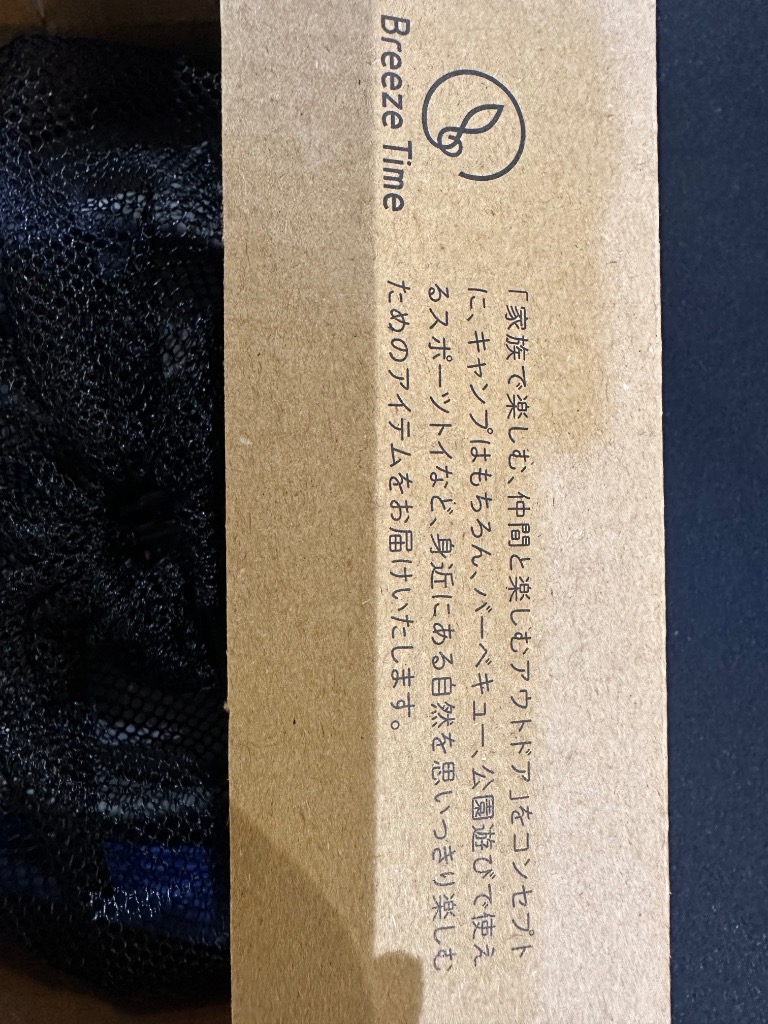 Breeze Time
「家族で楽しむ、仲間と楽しむアウトドア」をコンセプト
に、キャンプはもちろん、バーベキュー、公園遊びで使え
るスポーツトイなど、身近にある自然を思いっきり楽しむ
ためのアイテムをお届けいたします。